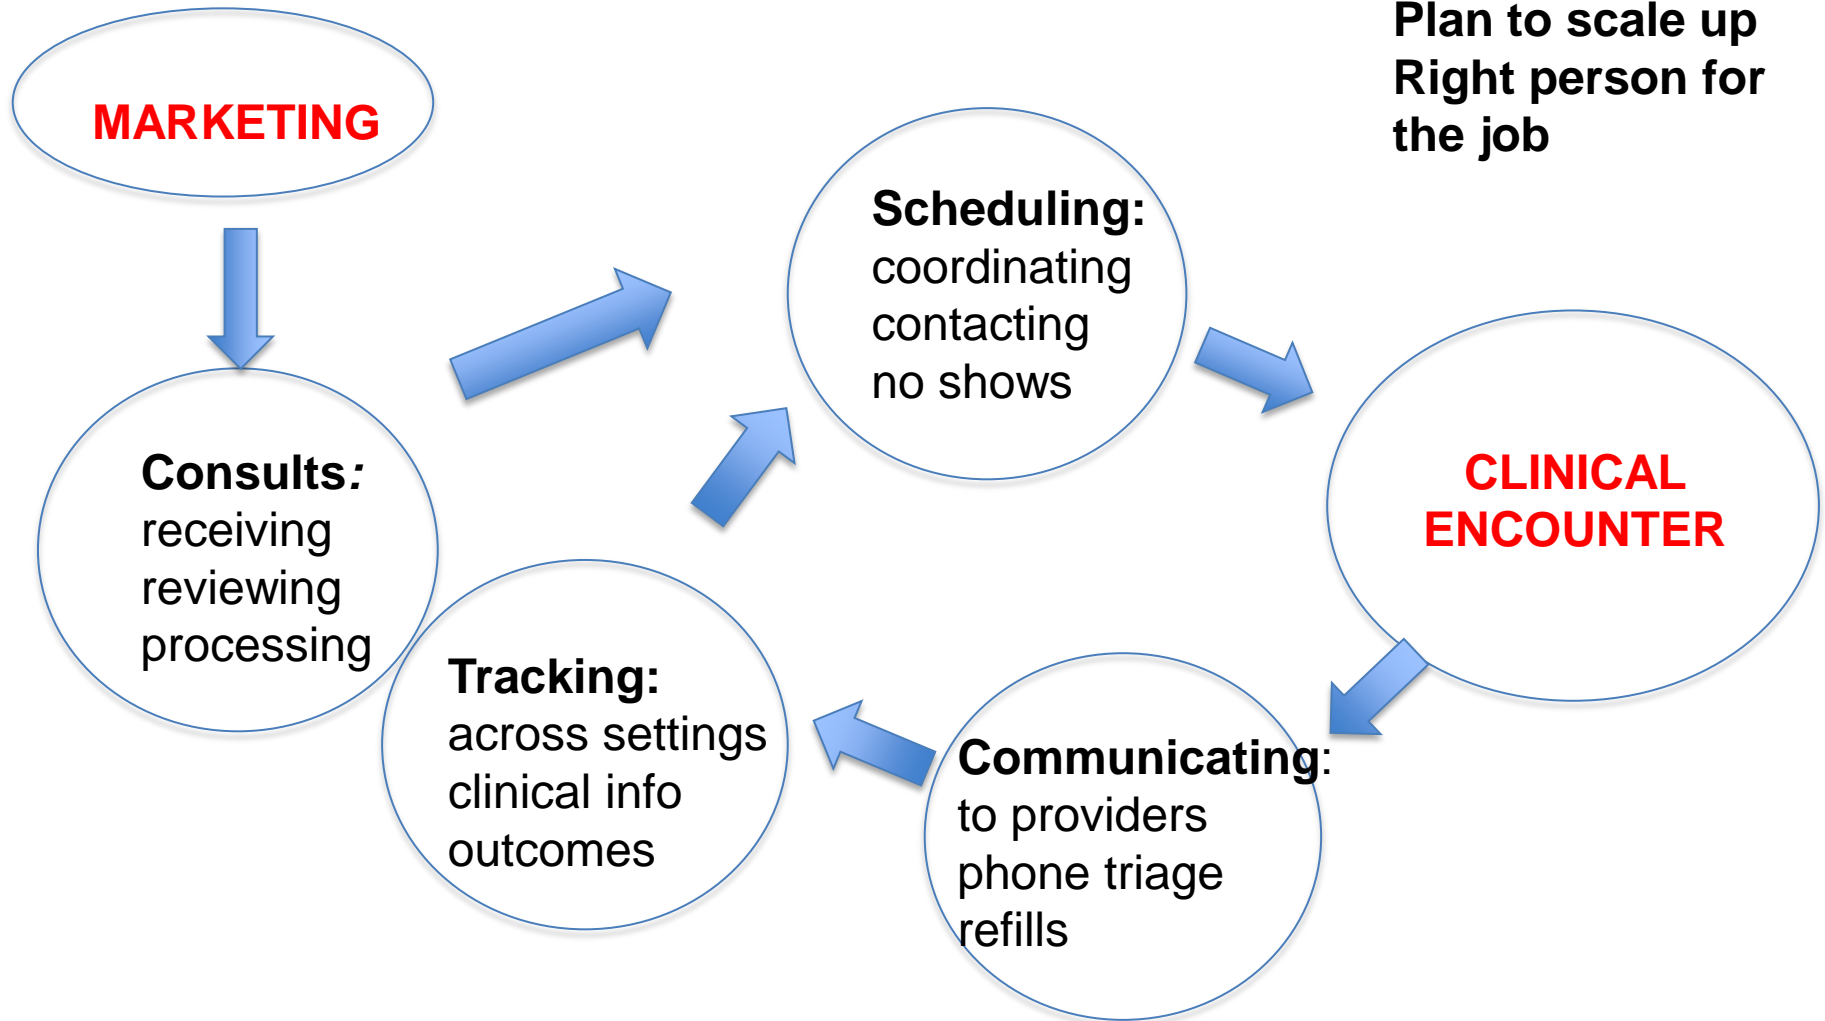 Plan to scale up
Right person for
the job
MARKETING
Scheduling:
coordinating
contacting
no shows
Consults:
receiving
reviewing
processing
CLINICAL
ENCOUNTER
Tracking:
across settings
clinical info
outcomes
Communicating:
to providers
phone triage
refills